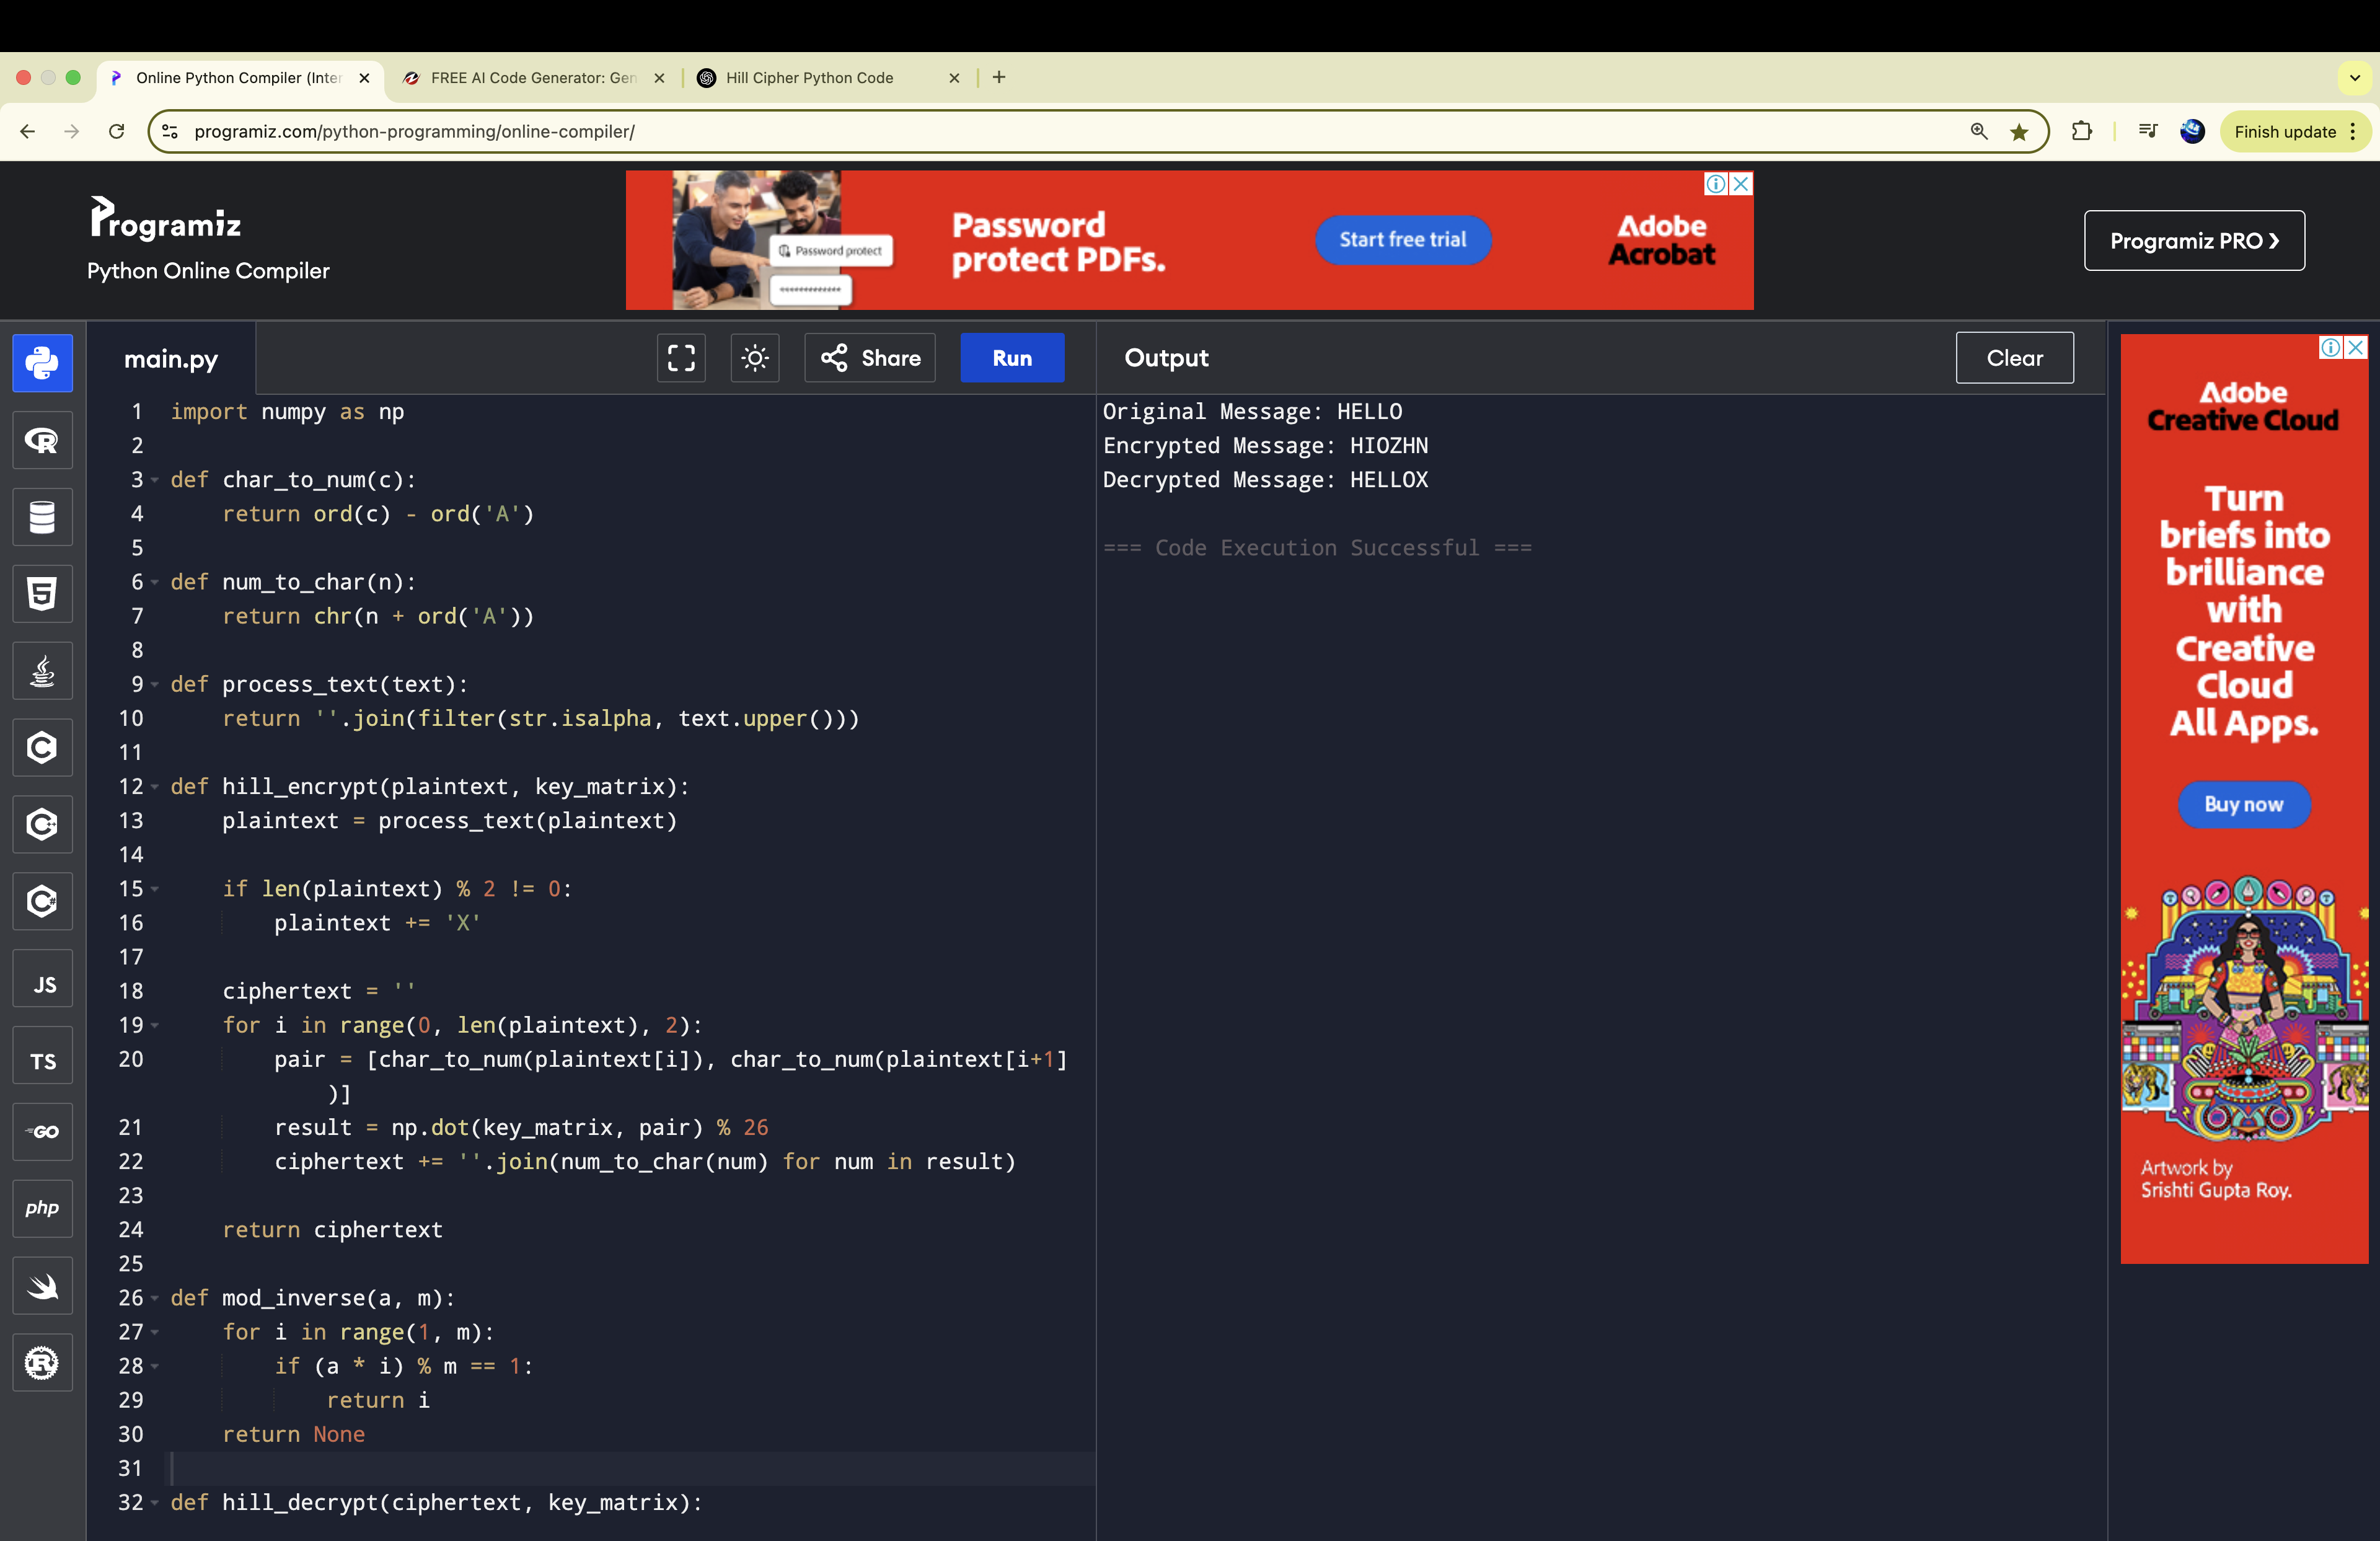 Online Python Compiler (Inter
FREE AI Code Generator: Gen
Hill Cipher Python Code
programiz.com/python-programming/online-compiler/
Finish update
Programiz
Python Online Compiler
Password protect
Password
protect PDFs.
Start free trial
Adobe
Acrobat
Programiz PRO ❯
main.py
Share
Run
Output
Clear
1 import numpy as np
2
3 def char_to_num(c):
4     return ord(c) - ord('A')
5
6 def num_to_char(n):
7     return chr(n + ord('A'))
8
9 def process_text(text):
10     return ''.join(filter(str.isalpha, text.upper()))
11
12 def hill_encrypt(plaintext, key_matrix):
13     plaintext = process_text(plaintext)
14
15     if len(plaintext) % 2 != 0:
16         plaintext += 'X'
17
18     ciphertext = ''
19     for i in range(0, len(plaintext), 2):
20         pair = [char_to_num(plaintext[i]), char_to_num(plaintext[i+1]
)]
21         result = np.dot(key_matrix, pair) % 26
22         ciphertext += ''.join(num_to_char(num) for num in result)
23
24     return ciphertext
25
26 def mod_inverse(a, m):
27     for i in range(1, m):
28         if (a * i) % m == 1:
29             return i
30     return None
31
32 def hill_decrypt(ciphertext, key_matrix):
Original Message: HELLO
Encrypted Message: HIOZHN
Decrypted Message: HELLOX
=== Code Execution Successful ===
R
5
C
C++
C#
JS
TS
GO
php
R
Adobe
Creative Cloud
Turn
briefs into
brilliance
with
Creative
Cloud
All Apps.
Buy now
Artwork by
Srishti Gupta Roy.